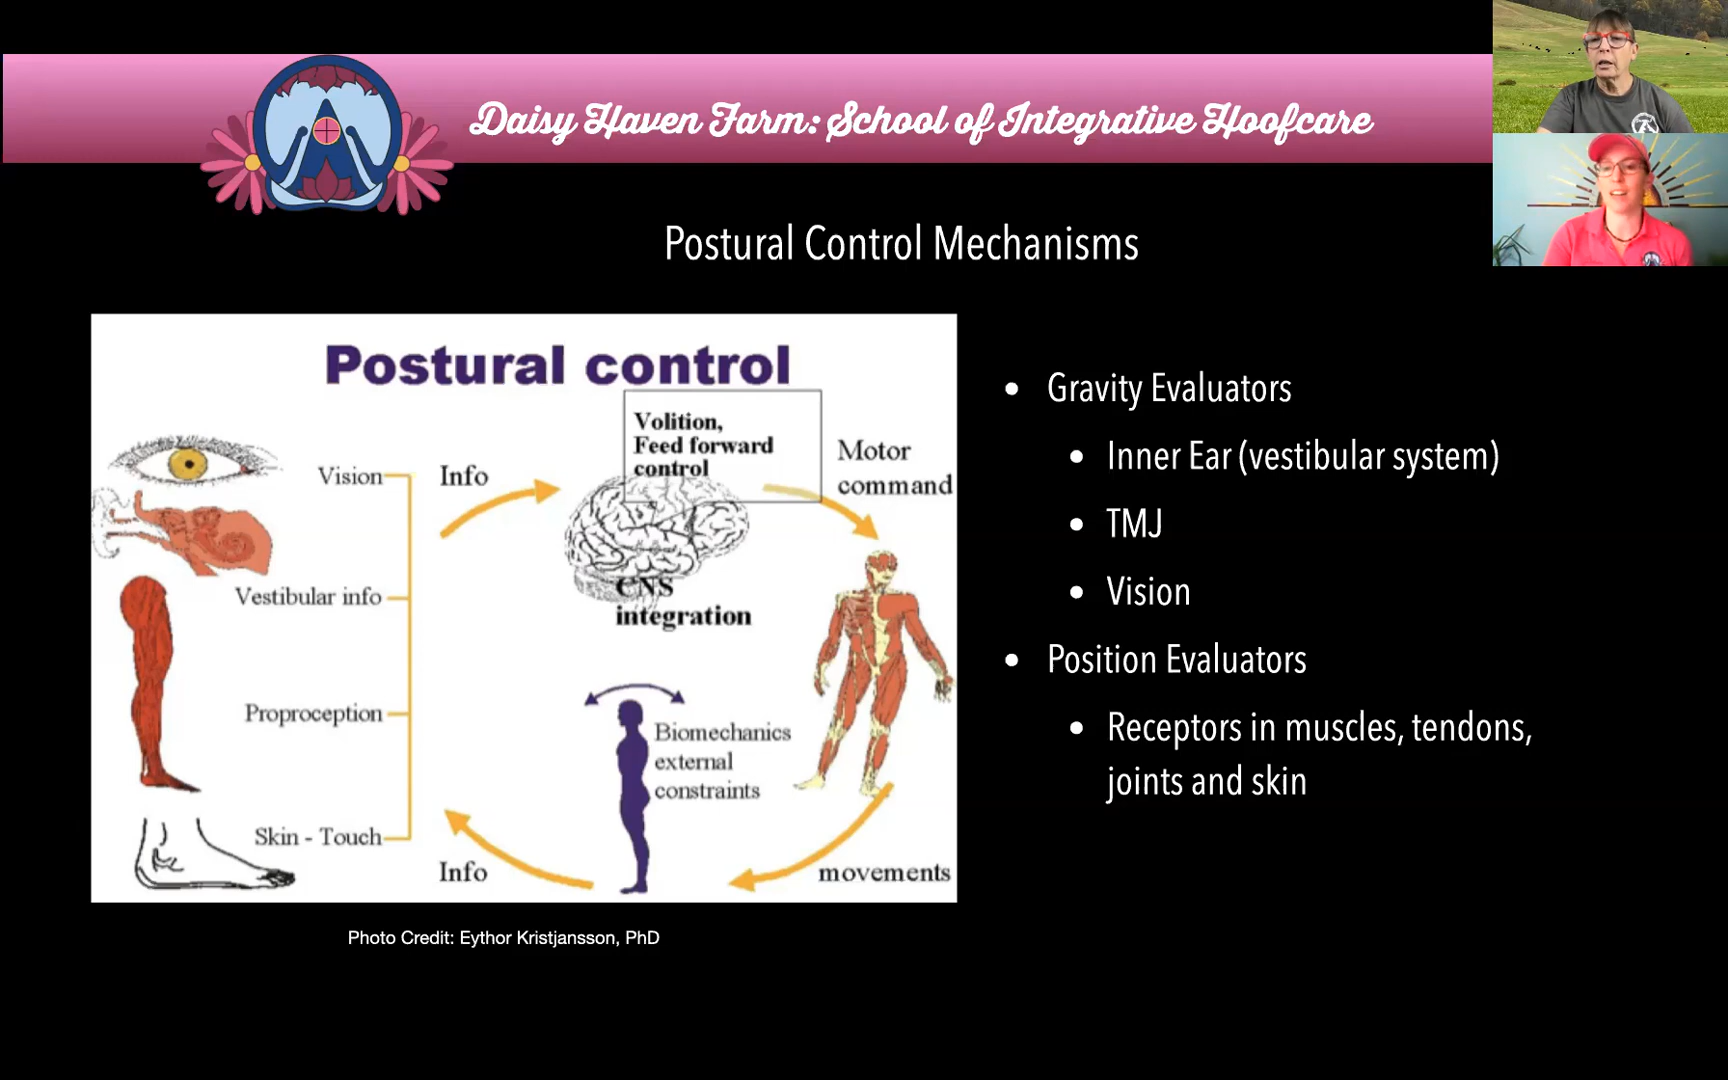 Daisy Haven Farm: School of Integrative Hoofcare
Postural Control Mechanisms
Postural control
Volition,
Feed forward
control
Motor
command
Vision
Info
Vestibular info
CNS
integration
Proproception
Biomechanics
external
constraints
Skin - Touch
Info
movements
Photo Credit: Eythor Kristjansson, PhD
• Gravity Evaluators
• Inner Ear (vestibular system)
• TMJ
• Vision
• Position Evaluators
• Receptors in muscles, tendons,
joints and skin